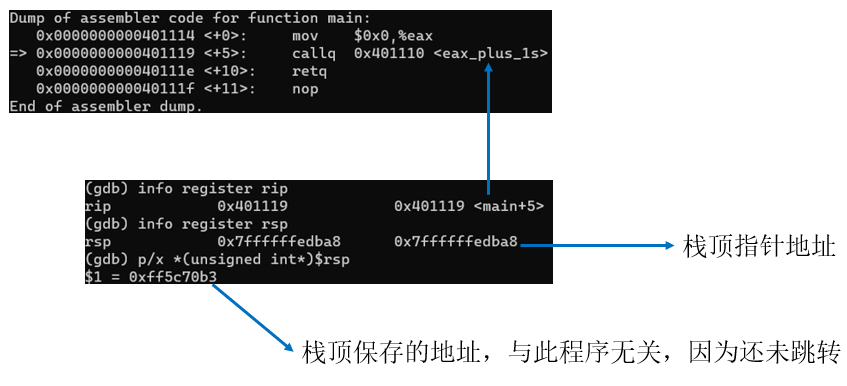 Dump of assembler code for function main:
0x0000000000401114 <+0>: mov $0x0,%eax
=> 0x0000000000401119 <+5>: callq 0x401110 <eax_plus_1s>
0x000000000040111e <+10>: retq
0x000000000040111f <+11>: nop
End of assembler dump.
(gdb) info register rip
rip 0x401119 0x401119 <main+5>
(gdb) info register rsp
rsp 0x7ffffffedba8 0x7ffffffedba8
栈顶指针地址
(gdb) p/x *(unsigned int*)$rsp
$1 = 0xff5c70b3
栈顶保存的地址，与此程序无关，因为还未跳转